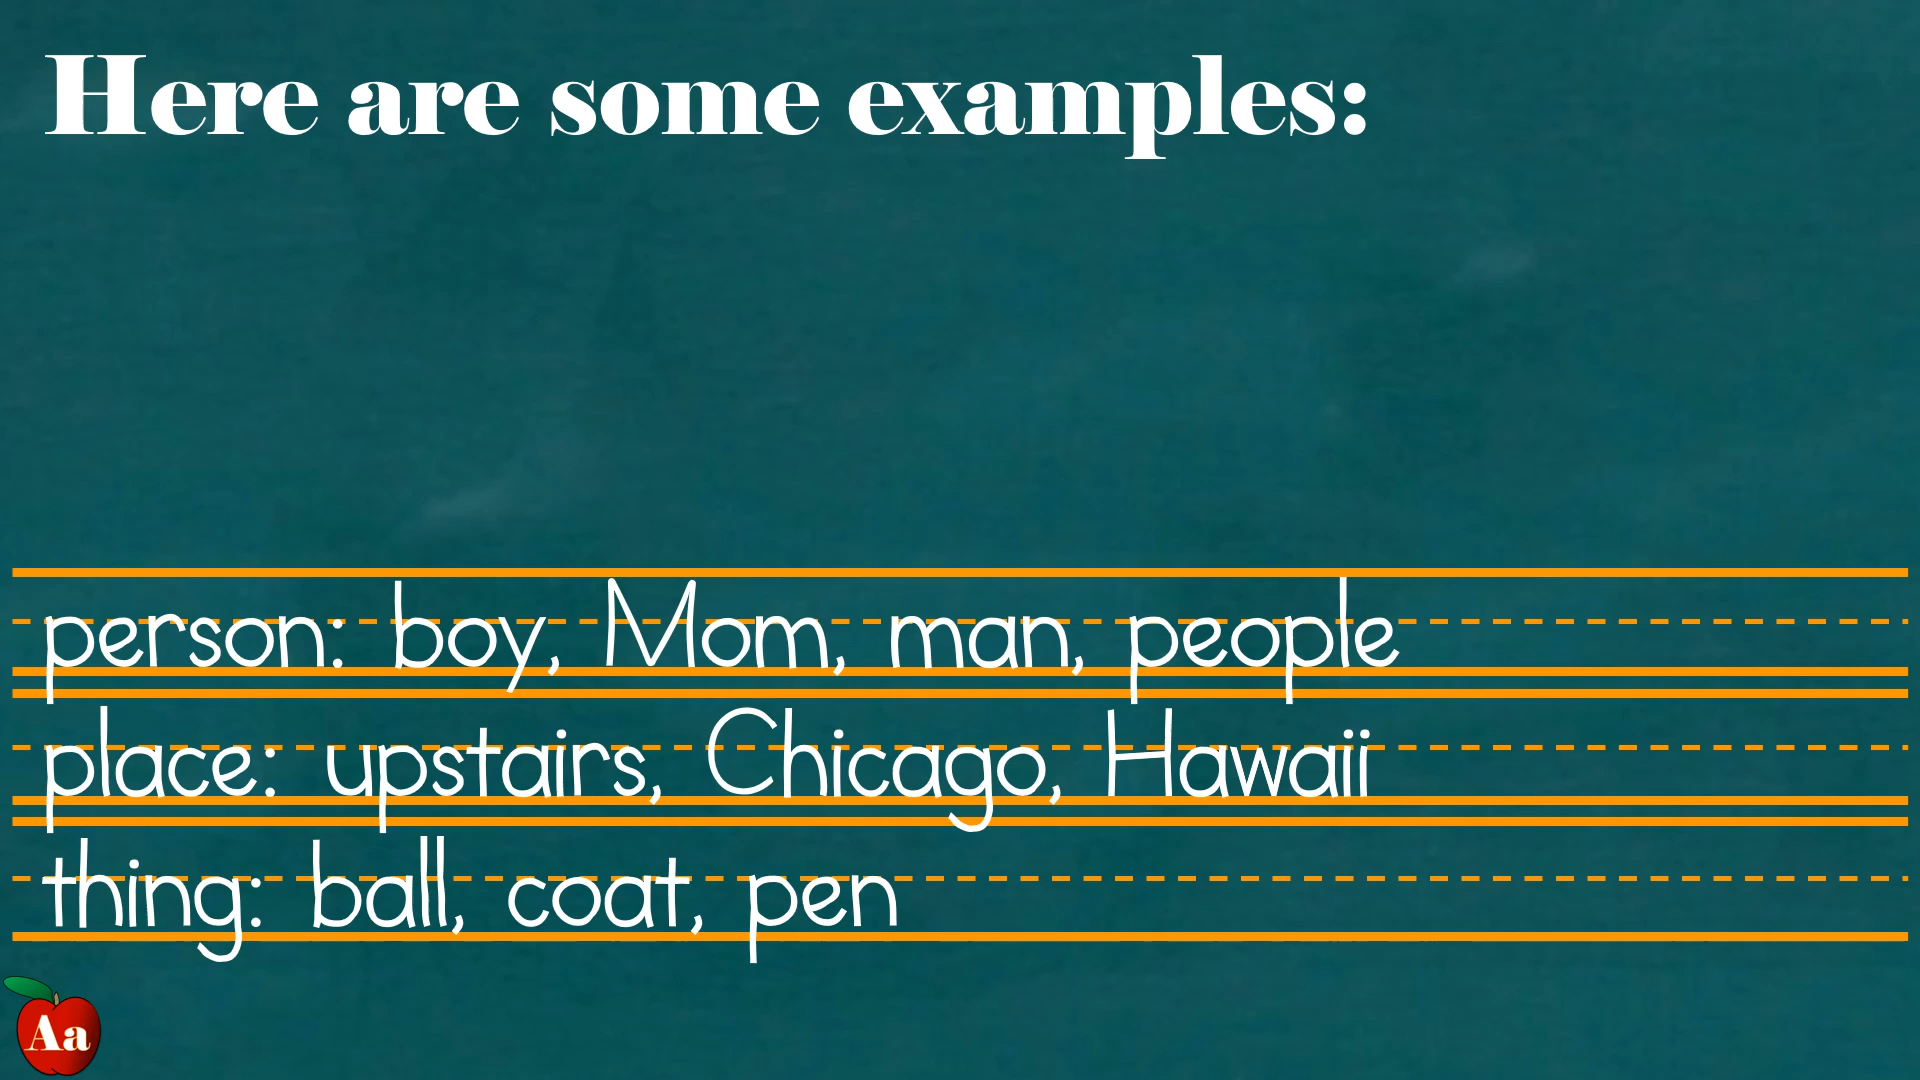 Here are some examples:
person: boy, Mom, man, people
place: upstairs, Chicago, Hawaii
thing: ball, coat, pen
Aa